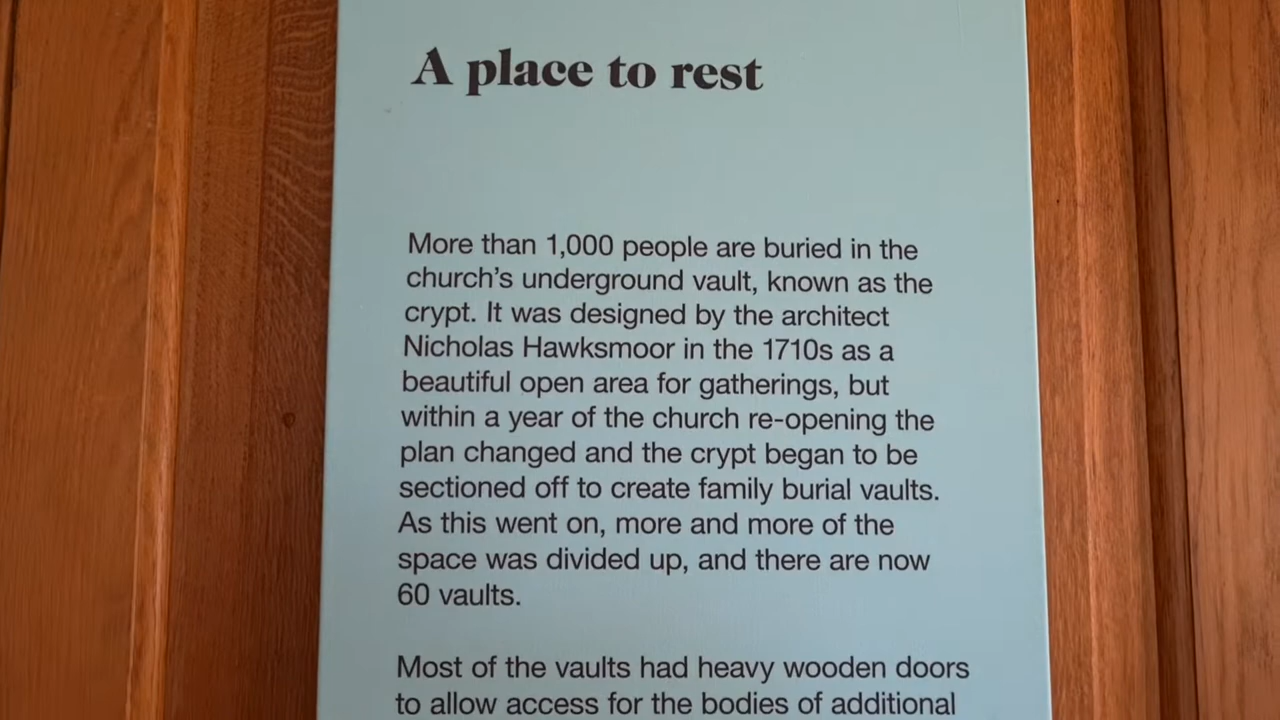 A place to rest
More than 1,000 people are buried in the
church's underground vault, known as the
crypt. It was designed by the architect
Nicholas Hawksmoor in the 1710s as a
beautiful open area for gatherings, but
within a year of the church re-opening the
plan changed and the crypt began to be
sectioned off to create family burial vaults.
As this went on, more and more of the
space was divided up, and there are now
60 vaults.
Most of the vaults had heavy wooden doors
to allow access for the bodies of additional